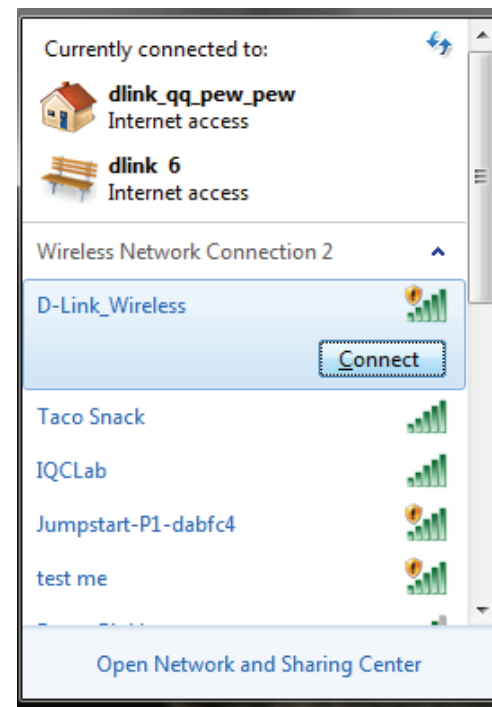 Currently connected to:
dlink_qq_pew_pew
Internet access
dlink 6
Internet access
Wireless Network Connection 2
D-Link_Wireless
Connect
Taco Snack
IQCLab
Jumpstart-P1-dabfc4
test me
Open Network and Sharing Center